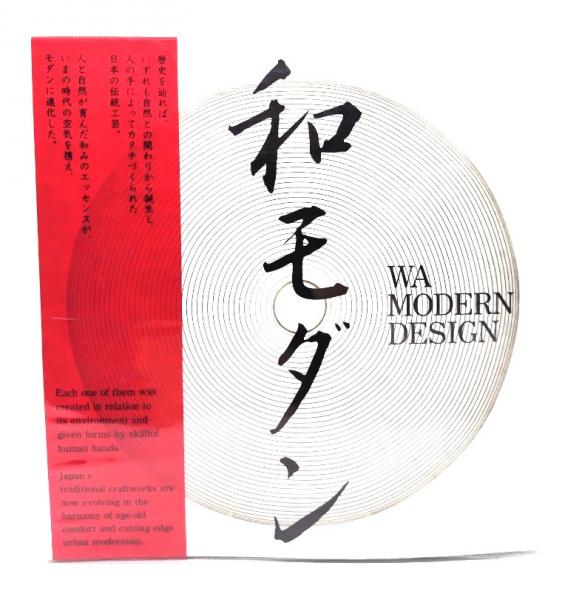 歴史を辿れば、
いずれも自然との関わりから誕生し、
人の手によってカタチづくられた
日本の伝統工芸。
人と自然が育んだ和みのエッセンスが、
いまの時代の空気を携え、
モダンに進化した。
和モダン
WA
MODERN
DESIGN
Each one of them was
created in relation to
its environment and
given forms by skillful
human hands.
Japan's
traditional craftworks are
now evolving in the
harmony of age-old
comfort and cutting edge
urban modernism.